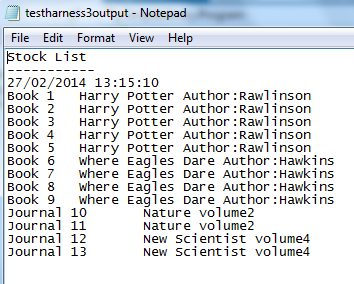 testharness3output - Notepad
File Edit Format View Help
Stock List
-----------
27/02/2014 13:15:10
Book 1 Harry Potter Author:Rawlinson
Book 2 Harry Potter Author:Rawlinson
Book 3 Harry Potter Author:Rawlinson
Book 4 Harry Potter Author:Rawlinson
Book 5 Harry Potter Author:Rawlinson
Book 6 Where Eagles Dare Author:Hawkins
Book 7 Where Eagles Dare Author:Hawkins
Book 8 Where Eagles Dare Author:Hawkins
Book 9 Where Eagles Dare Author:Hawkins
Journal 10 Nature volume2
Journal 11 Nature volume2
Journal 12 New Scientist volume4
Journal 13 New Scientist volume4